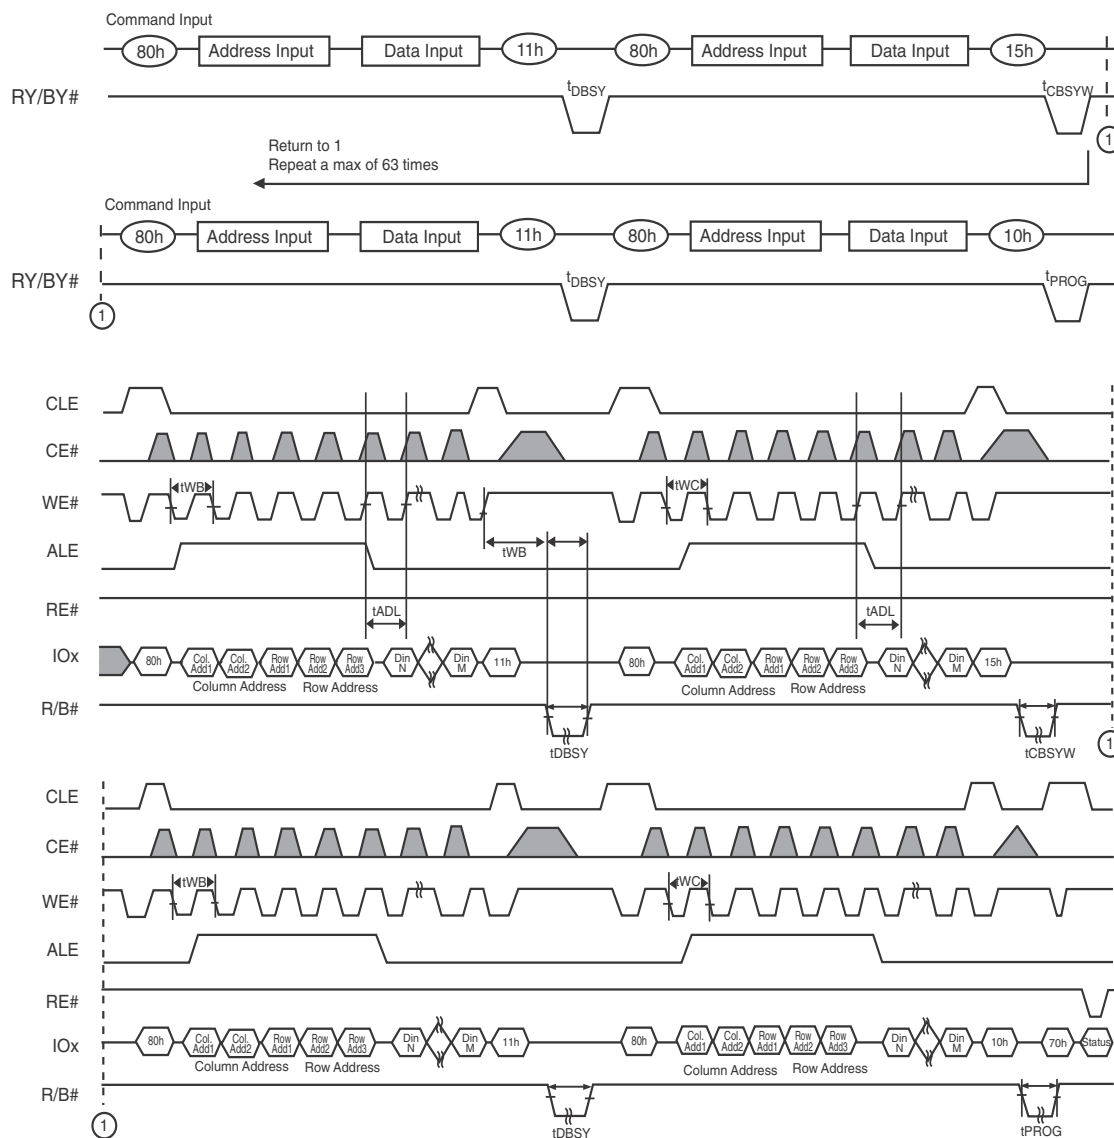 Command Input
80h Address Input Data Input 11h 80h Address Input Data Input 15h
RY/BY# tDBSY tCBSYW
1
Return to 1
Repeat a max of 63 times
Command Input
80h Address Input Data Input 11h 80h Address Input Data Input 10h
RY/BY# tDBSY tPROG
1
CLE
CE#
WE# tWB tWC
ALE tWB
RE# tADL tADL
IOx 80h Col. Add1 Col. Add2 Row Add1 Row Add2 Row Add3 Din N Din M 11h 80h Col. Add1 Col. Add2 Row Add1 Row Add2 Row Add3 Din N Din M 15h
Column Address Row Address Column Address Row Address
R/B#
tDBSY tCBSYW 1
CLE
CE#
WE# tWB tWC
ALE
RE#
IOx 80h Col. Add1 Col. Add2 Row Add1 Row Add2 Row Add3 Din N Din M 11h 80h Col. Add1 Col. Add2 Row Add1 Row Add2 Row Add3 Din N Din M 10h 70h Status
Column Address Row Address Column Address Row Address
R/B#
1 tDBSY tPROG